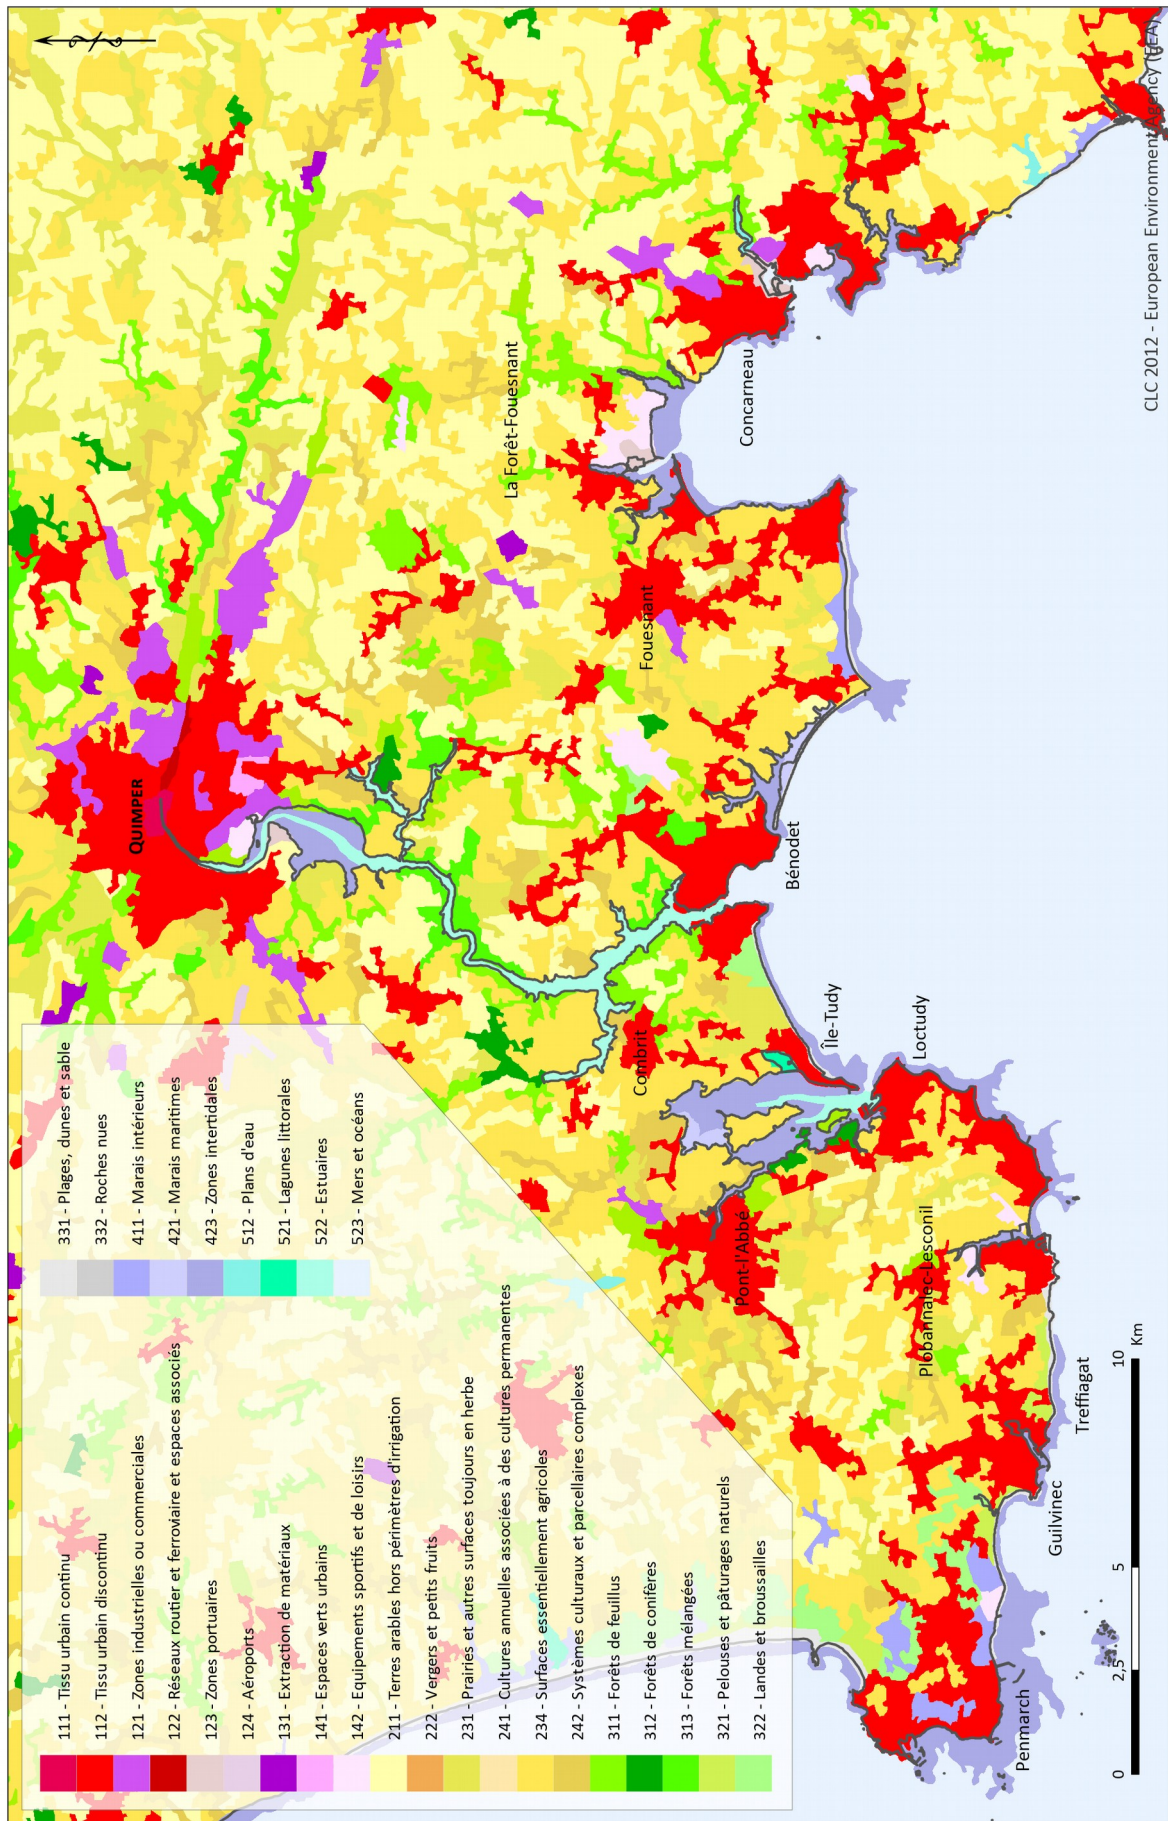 111 - Tissu urbain continu
112 - Tissu urbain discontinu
121 - Zones industrielles ou commerciales
122 - Réseaux routier et ferroviaire et espaces associés
123 - Zones portuaires
124 - Aéroports
131 - Extraction de matériaux
141 - Espaces verts urbains
142 - Equipements sportifs et de loisirs
211 - Terres arables hors périmètres d'irrigation
222 - Vergers et petits fruits
231 - Prairies et autres surfaces toujours en herbe
241 - Cultures annuelles associées à des cultures permanentes
234 - Surfaces essentiellement agricoles
242 - Systèmes culturaux et parcellaires complexes
311 - Forêts de feuillus
312 - Forêts de conifères
313 - Forêts mélangées
321 - Pelouses et pâturages naturels
322 - Landes et broussailles
331 - Plages, dunes et sable
332 - Roches nues
411 - Marais intérieurs
421 - Marais maritimes
423 - Zones intertidales
512 - Plans d'eau
521 - Lagunes littorales
522 - Estuaires
523 - Mers et océans
QUIMPER
La Forêt-Fouesnant
Fouesnant
Concarneau
Combrit
Bénodet
Île-Tudy
Pont-l'Abbé
Loctudy
Plobannalec-Lesconil
Treffiagat
Guilvinec
Penmarch
0 2,5 5 10
Km
CLC 2012 - European Environment Agency (EEA)